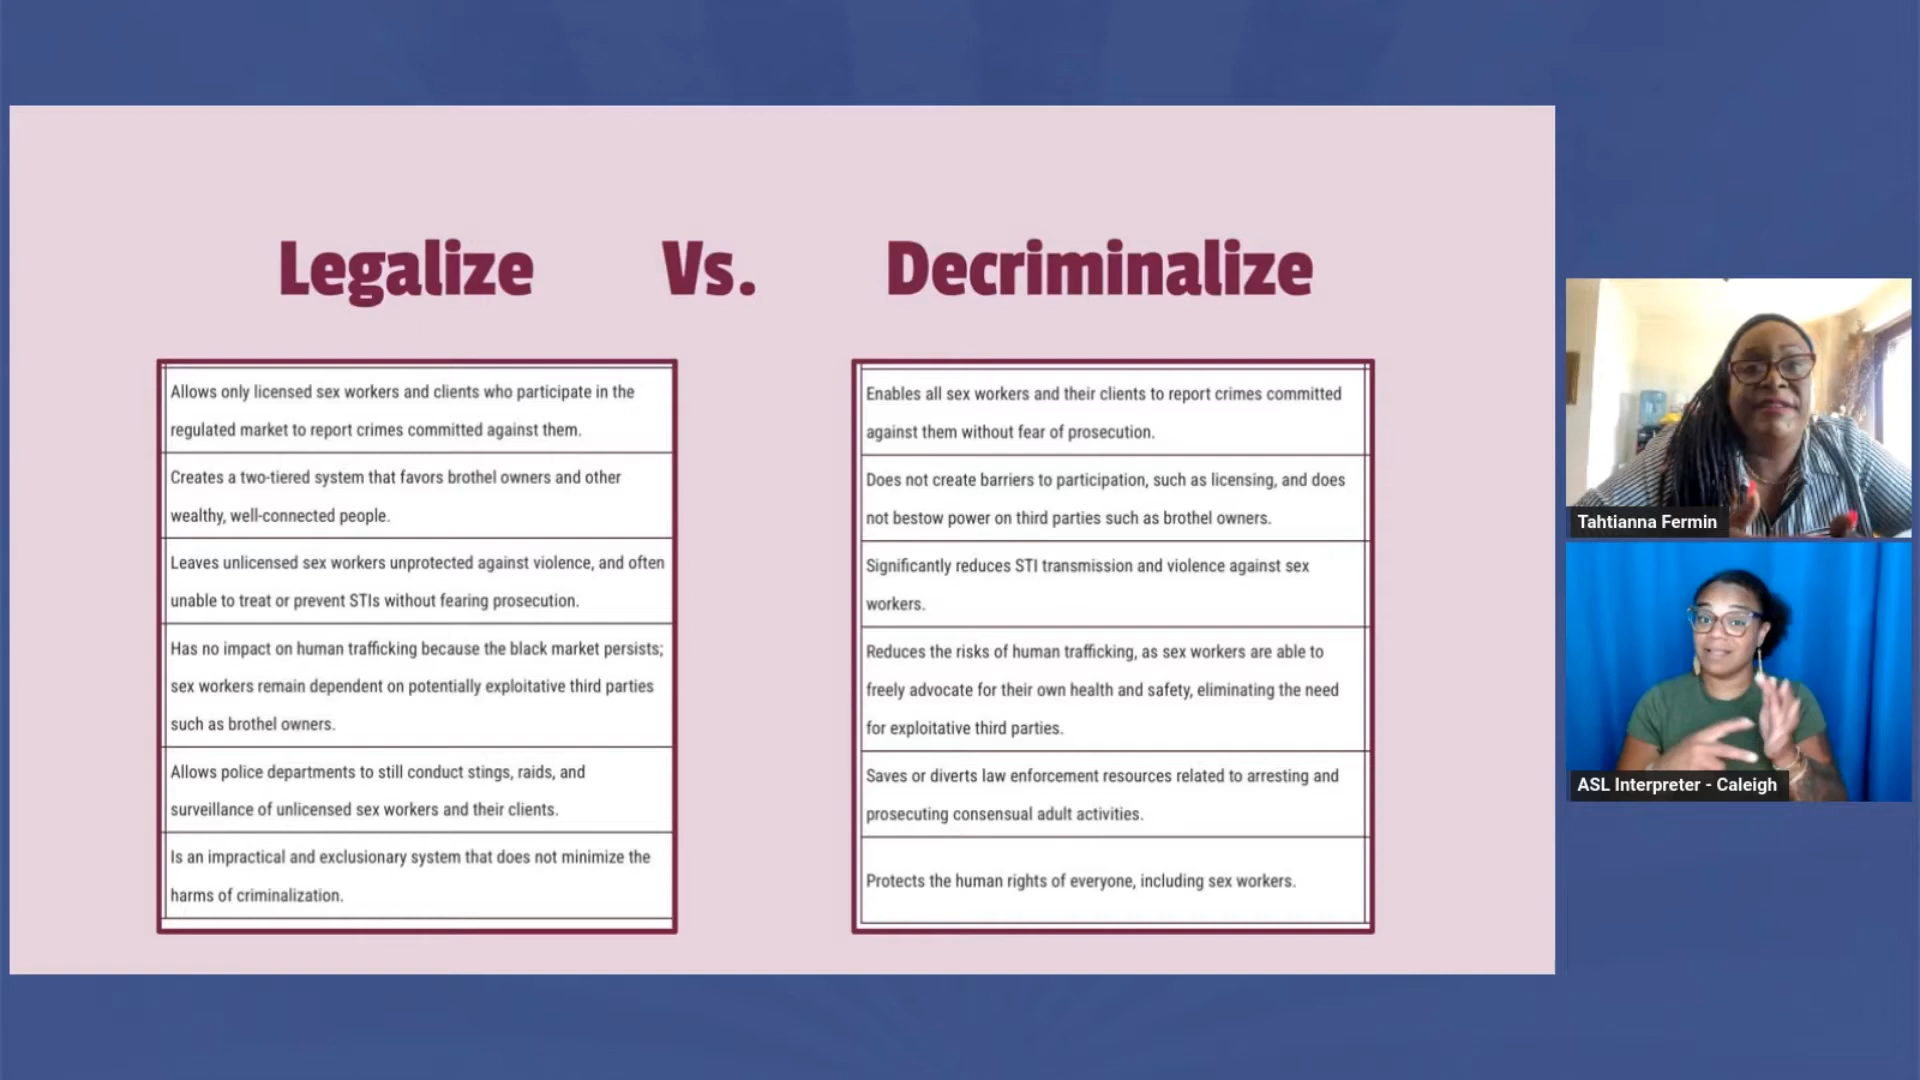 Legalize Vs. Decriminalize
Allows only licensed sex workers and clients who participate in the
regulated market to report crimes committed against them.
Creates a two-tiered system that favors brothel owners and other
wealthy, well-connected people.
Leaves unlicensed sex workers unprotected against violence, and often
unable to treat or prevent STIs without fearing prosecution.
Has no impact on human trafficking because the black market persists;
sex workers remain dependent on potentially exploitative third parties
such as brothel owners.
Allows police departments to still conduct stings, raids, and
surveillance of unlicensed sex workers and their clients.
Is an impractical and exclusionary system that does not minimize the
harms of criminalization.
Enables all sex workers and their clients to report crimes committed
against them without fear of prosecution.
Does not create barriers to participation, such as licensing, and does
not bestow power on third parties such as brothel owners.
Significantly reduces STI transmission and violence against sex
workers.
Reduces the risks of human trafficking, as sex workers are able to
freely advocate for their own health and safety, eliminating the need
for exploitative third parties.
Saves or diverts law enforcement resources related to arresting and
prosecuting consensual adult activities.
Protects the human rights of everyone, including sex workers.
Tahtianna Fermin
ASL Interpreter - Caleigh